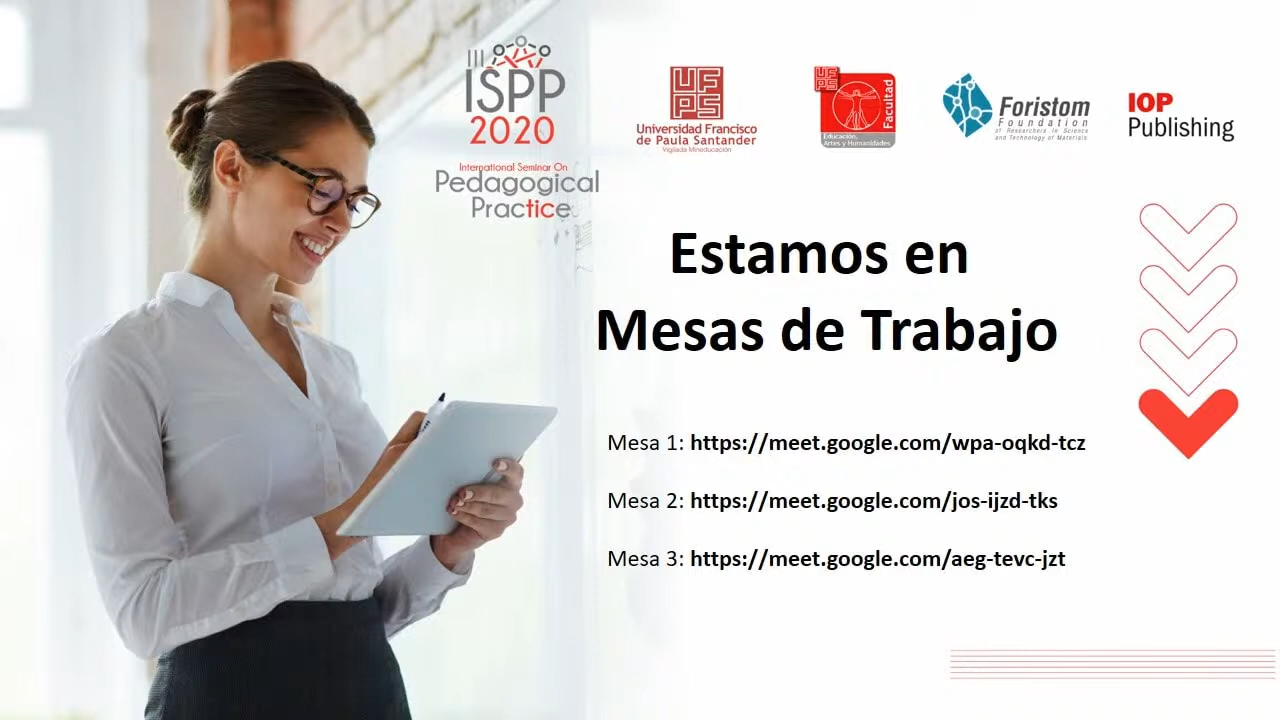 III
ISPP
2020
International Seminar On
Pedagogical
Practice
UFPS
Universidad Francisco
de Paula Santander
Vigilada Mineducación
UFPS
Facultad
Educación,
Artes y Humanidades
Foristom
Foundation
of Researchers in Science
and Technology of Materials
IOP
Publishing
Estamos en
Mesas de Trabajo
Mesa 1: https://meet.google.com/wpa-oqkd-tcz
Mesa 2: https://meet.google.com/jos-ijzd-tks
Mesa 3: https://meet.google.com/aeg-tevc-jzt